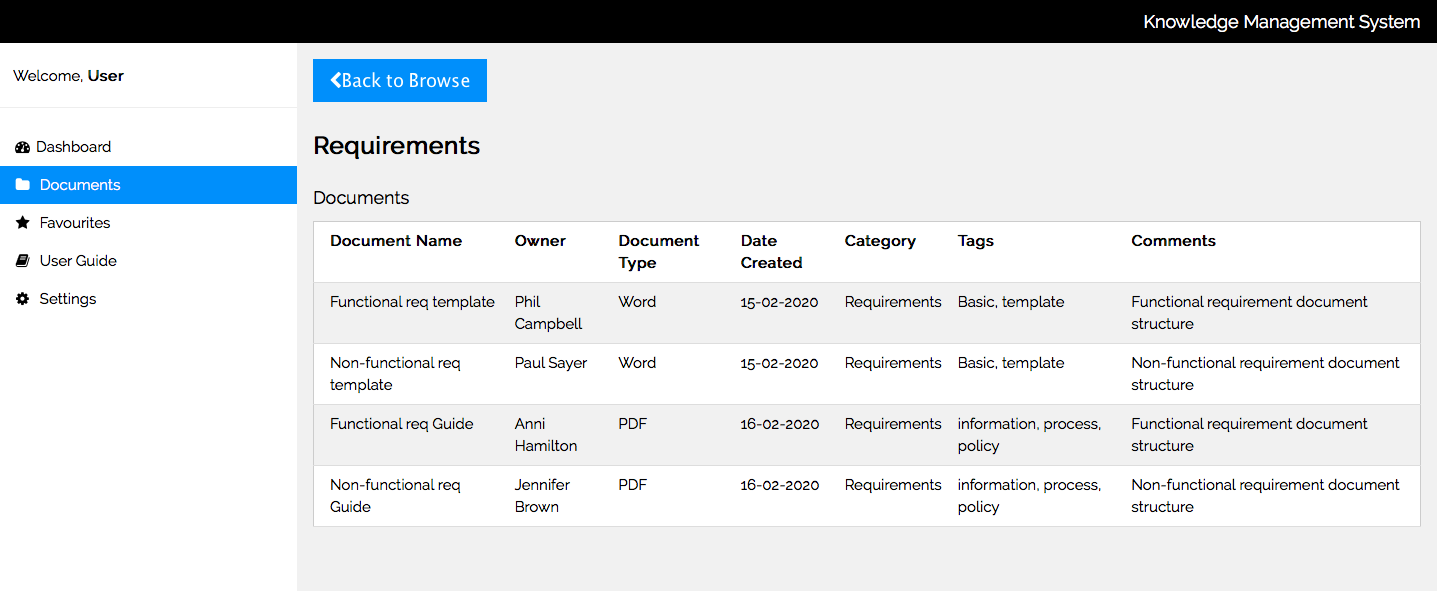 Knowledge Management System
Welcome, User
Back to Browse
Dashboard
Documents
Favourites
User Guide
Settings
Requirements
Documents
Document Name Owner Document Type Date Created Category Tags Comments
Functional req template Phil Campbell Word 15-02-2020 Requirements Basic, template Functional requirement document structure
Non-functional req template Paul Sayer Word 15-02-2020 Requirements Basic, template Non-functional requirement document structure
Functional req Guide Anni Hamilton PDF 16-02-2020 Requirements information, process, policy Functional requirement document structure
Non-functional req Guide Jennifer Brown PDF 16-02-2020 Requirements information, process, policy Non-functional requirement document structure